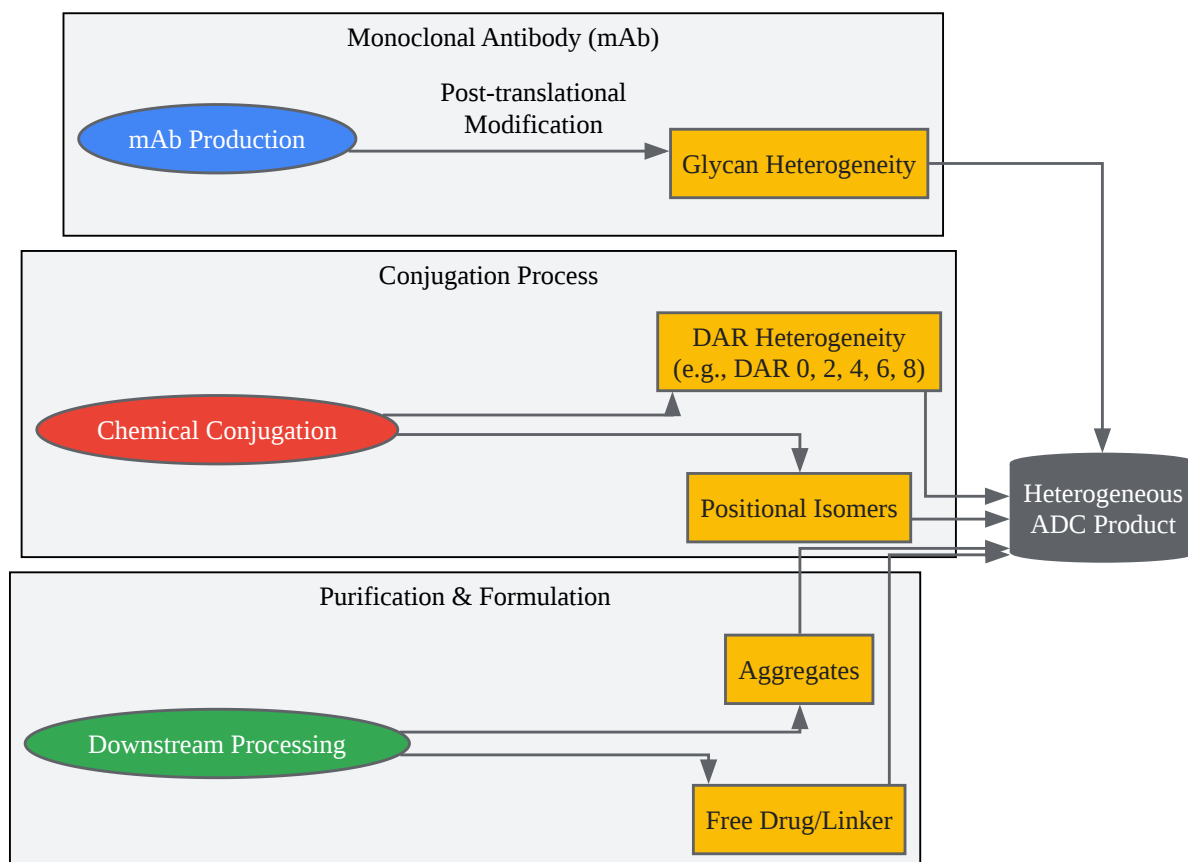 Monoclonal Antibody (mAb)
Post-translational
Modification
mAb Production
Glycan Heterogeneity
Conjugation Process
DAR Heterogeneity
(e.g., DAR 0, 2, 4, 6, 8)
Chemical Conjugation
Positional Isomers
Heterogeneous
ADC Product
Purification & Formulation
Aggregates
Downstream Processing
Free Drug/Linker